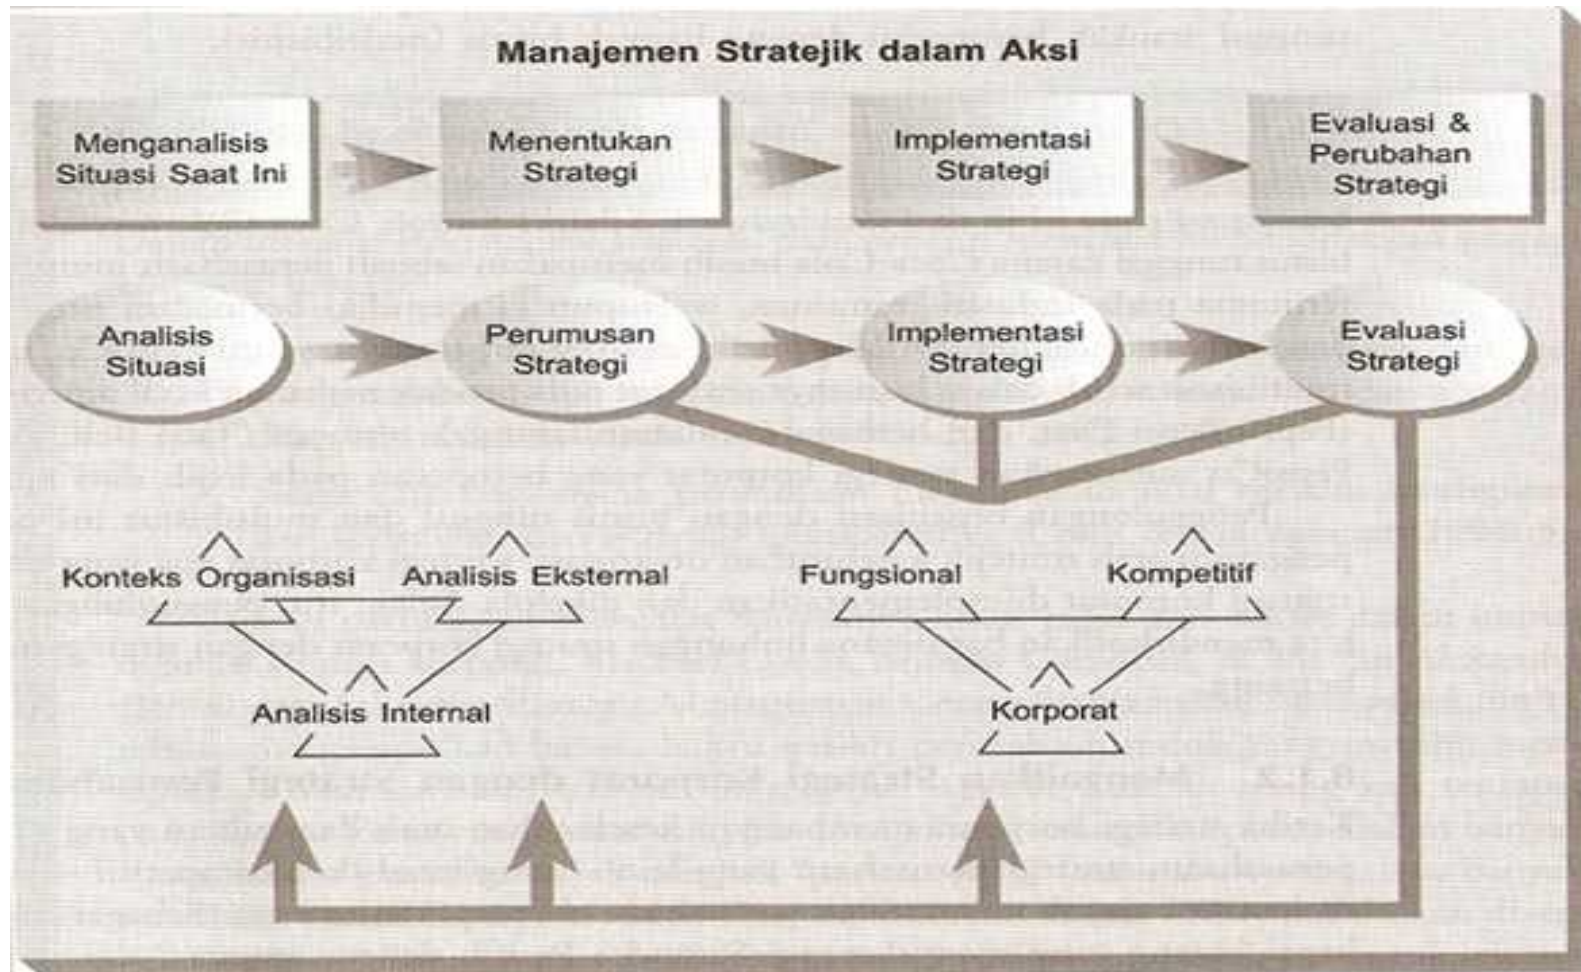 Manajemen Stratejik dalam Aksi
Menganalisis
Situasi Saat Ini
Menentukan
Strategi
Implementasi
Strategi
Evaluasi &
Perubahan
Strategi
Analisis
Situasi
Perumusan
Strategi
Implementasi
Strategi
Evaluasi
Strategi
Konteks Organisasi
Analisis Eksternal
Fungsional
Kompetitif
Analisis Internal
Korporat